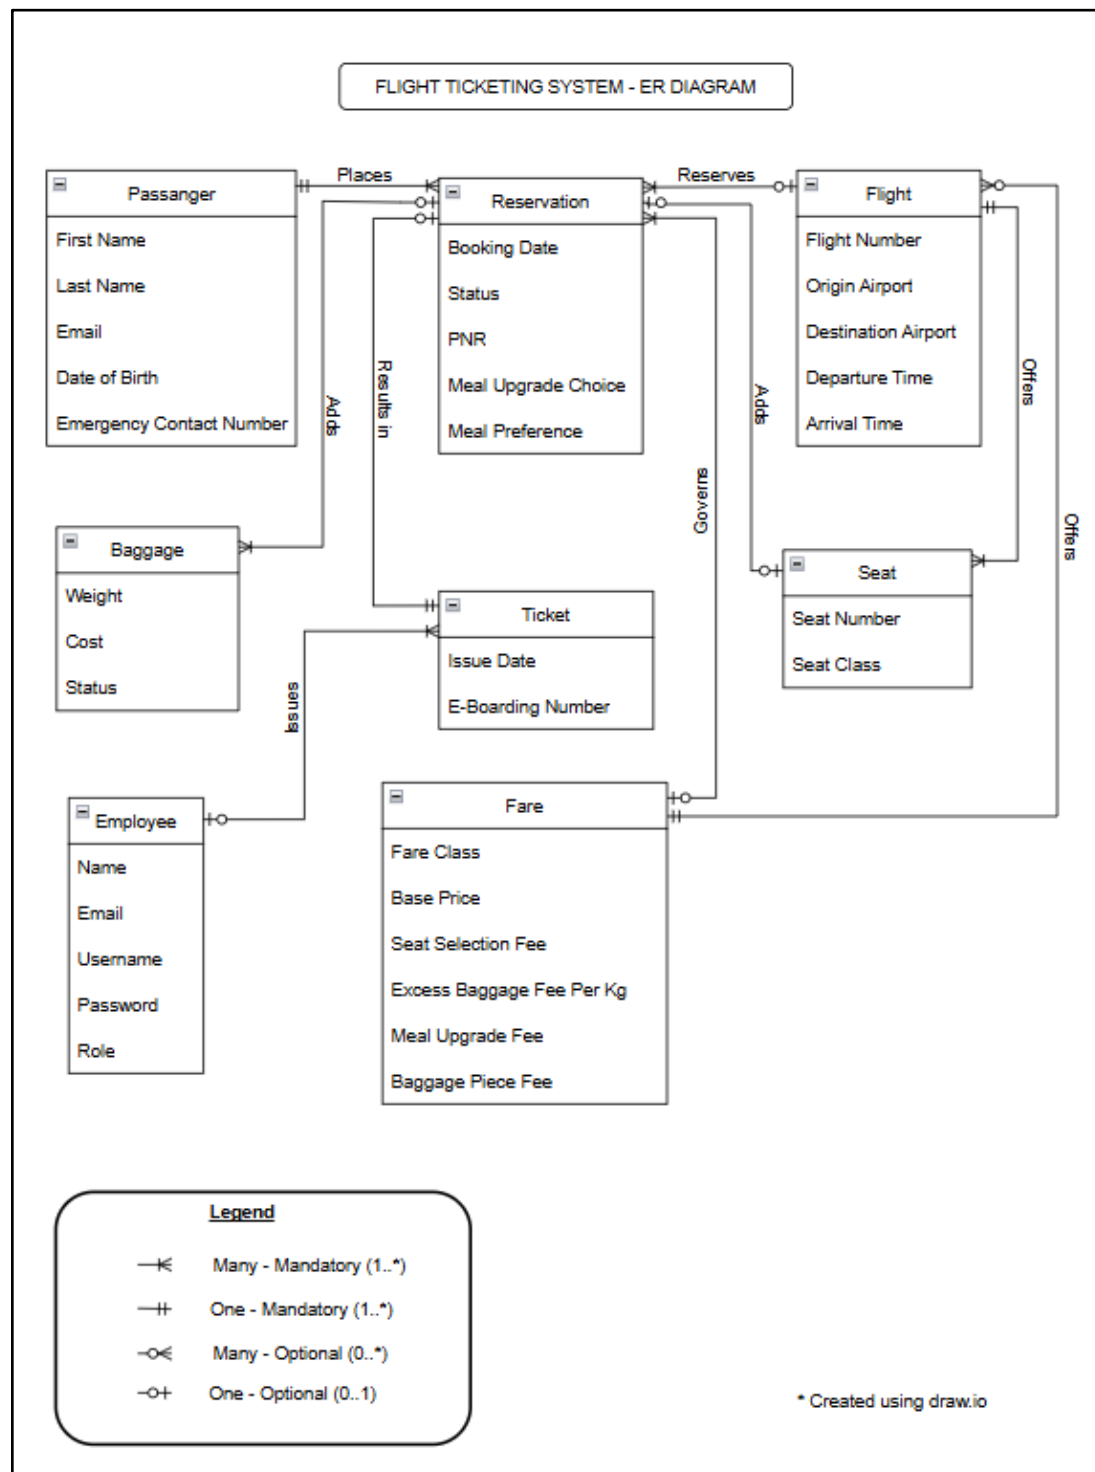 FLIGHT TICKETING SYSTEM - ER DIAGRAM
Places
Reserves
Passanger
First Name
Last Name
Email
Date of Birth
Emergency Contact Number
Reservation
Booking Date
Status
PNR
Meal Upgrade Choice
Meal Preference
Flight
Flight Number
Origin Airport
Destination Airport
Departure Time
Arrival Time
Adds
Results in
Governs
Adds
Offers
Offers
Baggage
Weight
Cost
Status
Ticket
Issue Date
E-Boarding Number
Seat
Seat Number
Seat Class
Issues
Employee
Name
Email
Username
Password
Role
Fare
Fare Class
Base Price
Seat Selection Fee
Excess Baggage Fee Per Kg
Meal Upgrade Fee
Baggage Piece Fee
Legend
Many - Mandatory (1..*)
One - Mandatory (1..*)
Many - Optional (0..*)
One - Optional (0..1)
* Created using draw.io